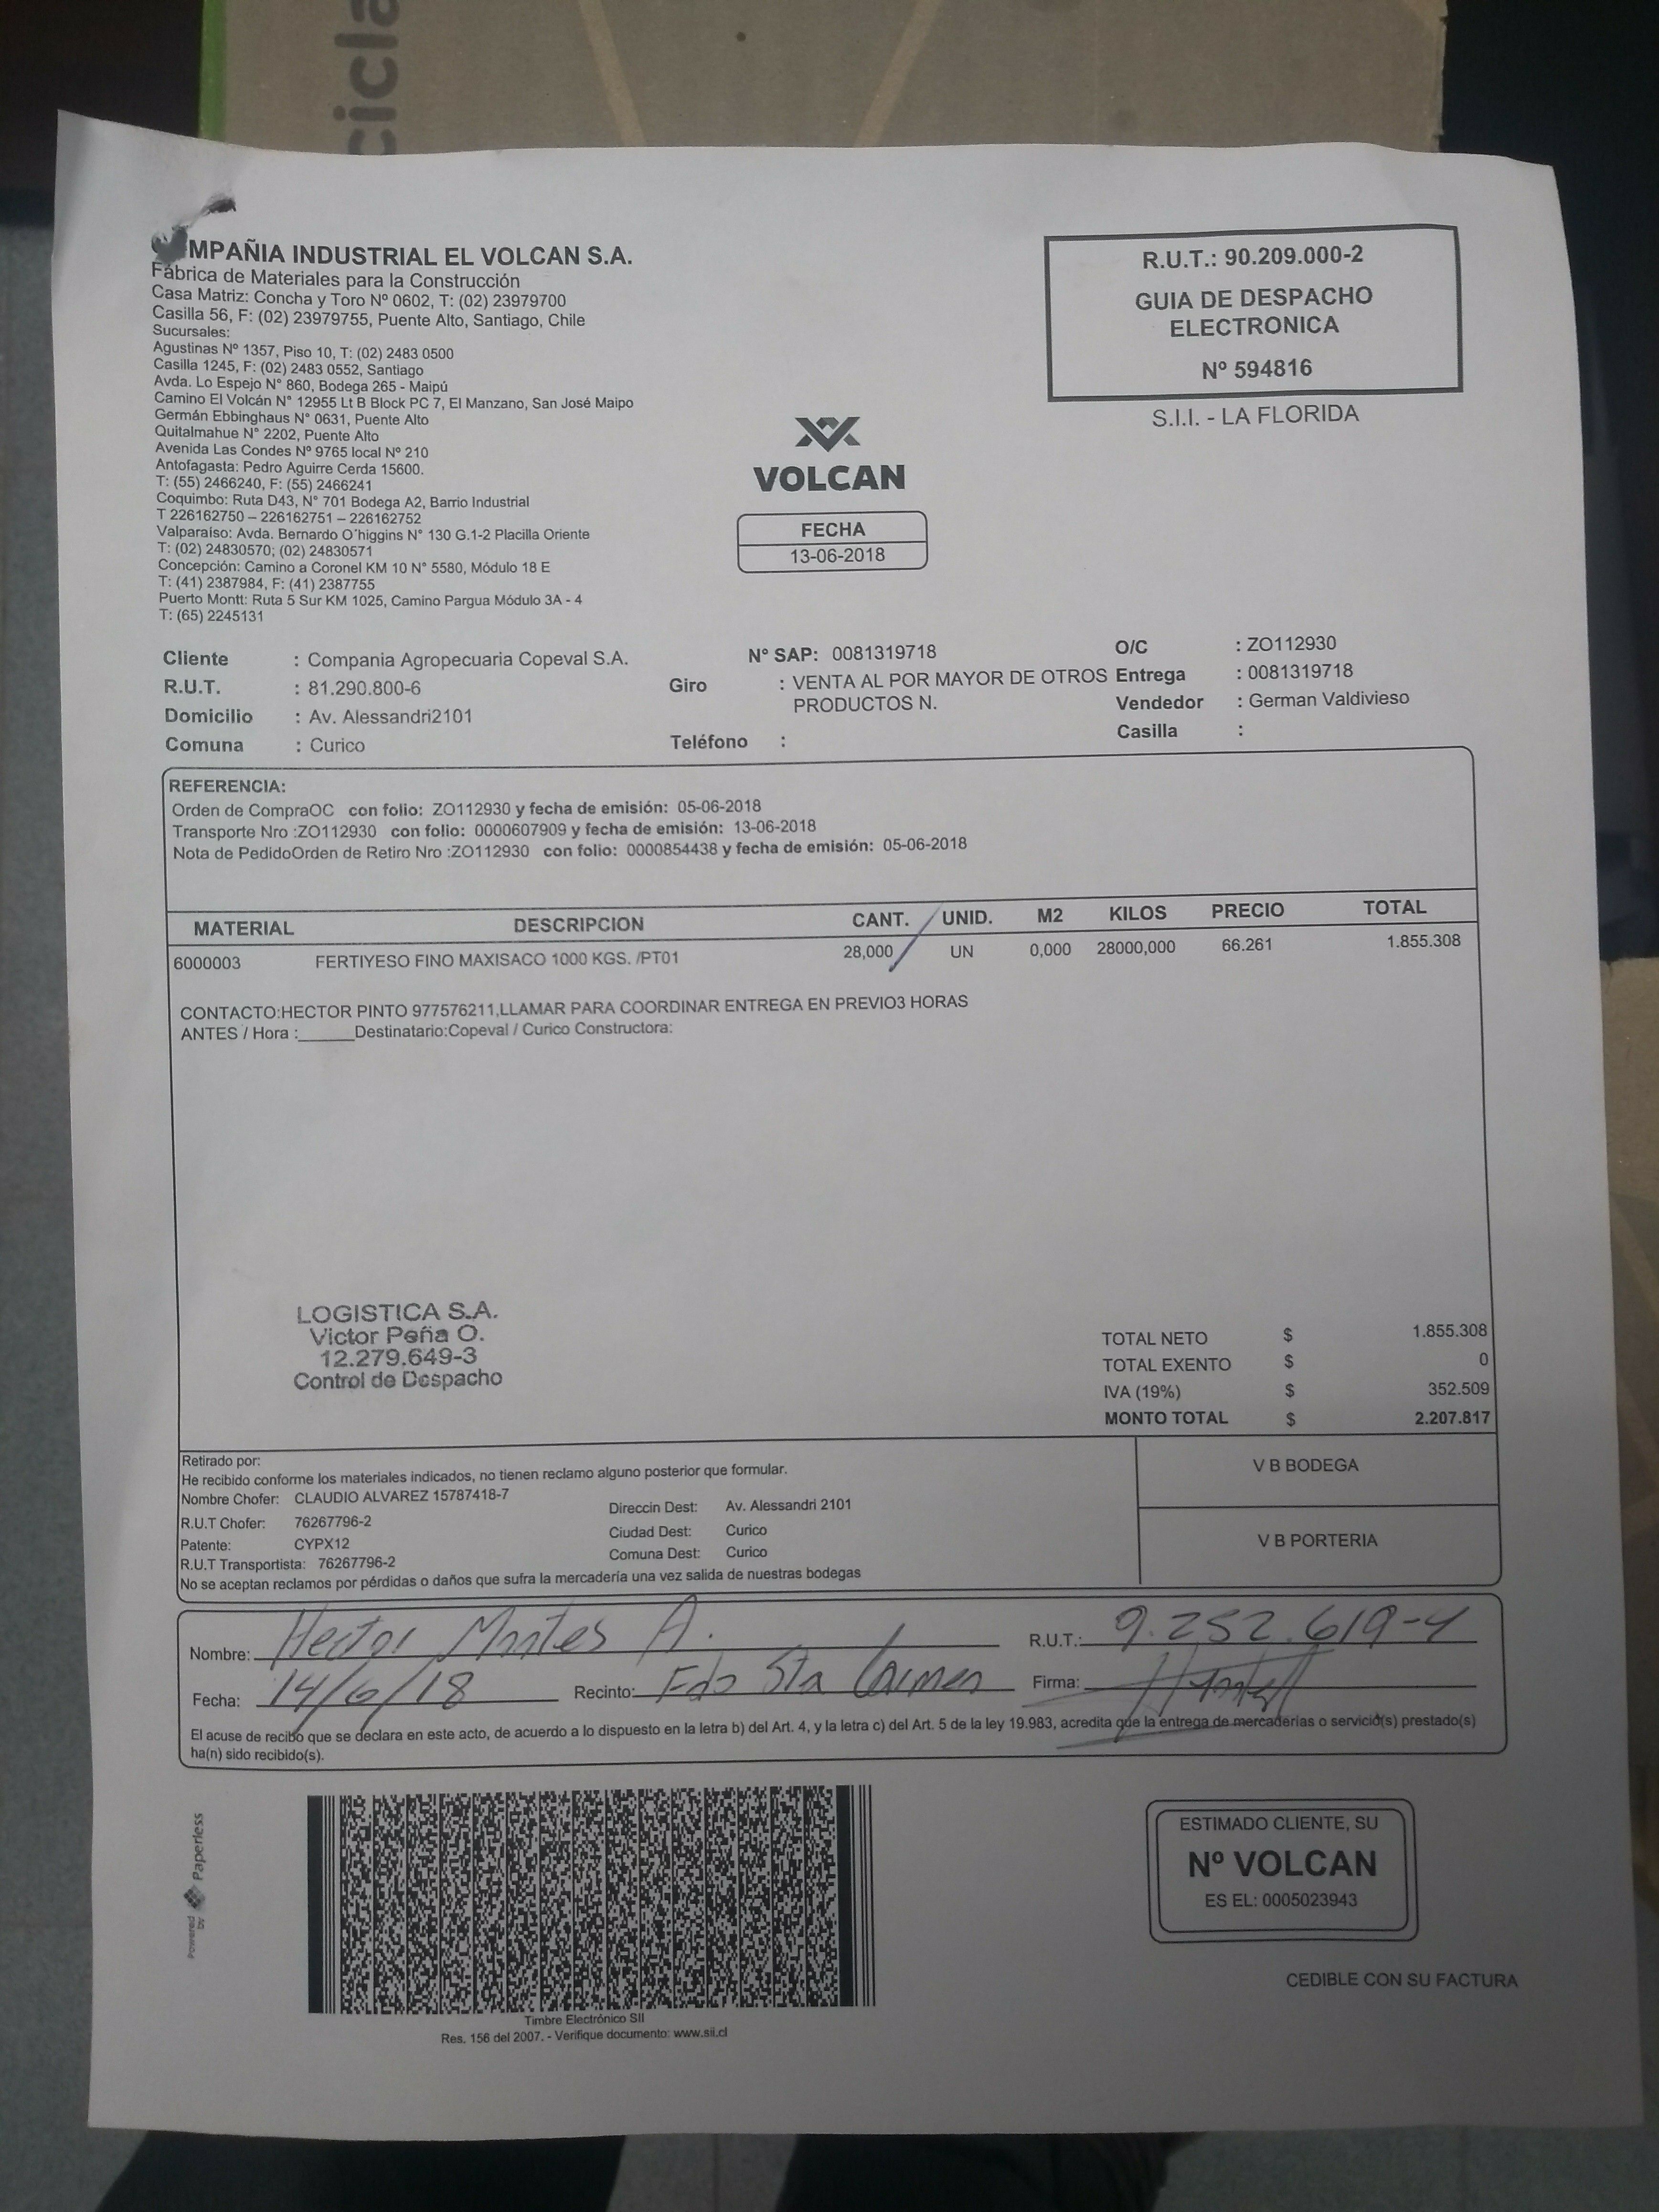 cicla
MPAÑIA INDUSTRIAL EL VOLCAN S.A.
Fábrica de Materiales para la Construcción
Casa Matriz: Concha y Toro Nº 0602, T: (02) 23979700
Casilla 56, F: (02) 23979755, Puente Alto, Santiago, Chile
Sucursales:
Agustinas Nº 1357, Piso 10, T: (02) 2483 0500
Casilla 1245, F: (02) 2483 0552, Santiago
Avda. Lo Espejo N° 860, Bodega 265 - Maipú
Camino El Volcán N° 12955 Lt B Block PC 7, El Manzano, San José Maipo
Germán Ebbinghaus N° 0631, Puente Alto
Quitalmahue N° 2202, Puente Alto
Avenida Las Condes Nº 9765 local Nº 210
Antofagasta: Pedro Aguirre Cerda 15600.
T: (55) 2466240, F: (55) 2466241
Coquimbo: Ruta D43, N° 701 Bodega A2, Barrio Industrial
T 226162750 – 226162751 – 226162752
Valparaíso: Avda. Bernardo O'higgins N° 130 G.1-2 Placilla Oriente
T: (02) 24830570; (02) 24830571
Concepción: Camino a Coronel KM 10 N° 5580, Módulo 18 E
T: (41) 2387984, F: (41) 2387755
Puerto Montt: Ruta 5 Sur KM 1025, Camino Pargua Módulo 3A - 4
T: (65) 2245131
VOLCAN
FECHA
13-06-2018
R.U.T.: 90.209.000-2
GUIA DE DESPACHO
ELECTRONICA
Nº 594816
S.I.I. - LA FLORIDA
Cliente : Compania Agropecuaria Copeval S.A. N° SAP: 0081319718 O/C : ZO112930
R.U.T. : 81.290.800-6 Giro : VENTA AL POR MAYOR DE OTROS Entrega : 0081319718
PRODUCTOS N. Vendedor : German Valdivieso
Domicilio : Av. Alessandri2101
Comuna : Curico Teléfono : Casilla :
REFERENCIA:
Orden de CompraOC con folio: ZO112930 y fecha de emisión: 05-06-2018
Transporte Nro :ZO112930 con folio: 0000607909 y fecha de emisión: 13-06-2018
Nota de PedidoOrden de Retiro Nro :ZO112930 con folio: 0000854438 y fecha de emisión: 05-06-2018
MATERIAL DESCRIPCION CANT. UNID. M2 KILOS PRECIO TOTAL
6000003 FERTIYESO FINO MAXISACO 1000 KGS. /PT01 28,000 UN 0,000 28000,000 66.261 1.855.308
CONTACTO:HECTOR PINTO 977576211,LLAMAR PARA COORDINAR ENTREGA EN PREVIO3 HORAS
ANTES / Hora :______Destinatario:Copeval / Curico Constructora:
LOGISTICA S.A.
Victor Peña O.
12.279.649-3
Control de Despacho
TOTAL NETO $ 1.855.308
TOTAL EXENTO $ 0
IVA (19%) $ 352.509
MONTO TOTAL $ 2.207.817
Retirado por:
He recibido conforme los materiales indicados, no tienen reclamo alguno posterior que formular.
Nombre Chofer: CLAUDIO ALVAREZ 15787418-7 Direccin Dest: Av. Alessandri 2101
R.U.T Chofer: 76267796-2 Ciudad Dest: Curico
Patente: CYPX12 Comuna Dest: Curico
R.U.T Transportista: 76267796-2
No se aceptan reclamos por pérdidas o daños que sufra la mercadería una vez salida de nuestras bodegas
V B BODEGA
V B PORTERIA
Nombre: Hector Montes A. R.U.T.: 9.252.619-4
Fecha: 14/6/18 Recinto: Fdo Sta Carmen Firma:
El acuse de recibo que se declara en este acto, de acuerdo a lo dispuesto en la letra b) del Art. 4, y la letra c) del Art. 5 de la ley 19.983, acredita que la entrega de mercaderías o servicio(s) prestado(s)
ha(n) sido recibido(s).
Powered by Paperless
Timbre Electrónico SII
Res. 156 del 2007. - Verifique documento: www.sii.cl
ESTIMADO CLIENTE, SU
Nº VOLCAN
ES EL: 0005023943
CEDIBLE CON SU FACTURA